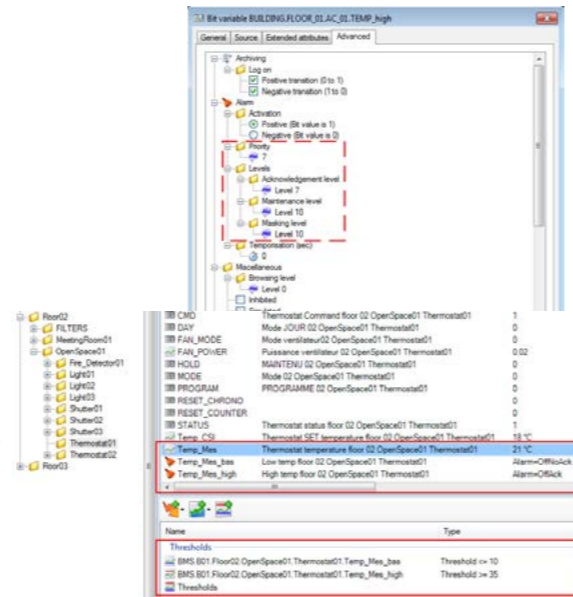 Bit variable BUILDING.FLOOR_01.AC_01.TEMP_high
General Source Extended attributes Advanced
Archiving
Log on
Positive transition (0 to 1)
Negative transition (1 to 0)
Alarm
Activation
Positive (Bit value is 1)
Negative (Bit value is 0)
Priority
7
Levels
Acknowledgement level
Level 7
Maintenance level
Level 10
Masking level
Level 10
Temporisation (sec)
0
Miscellaneous
Browsing level
Level 0
Inhibited
Floor02
FILTERS
MeetingRoom01
OpenSpace01
Fire_Detector01
Light01
Light02
Light03
Shutter01
Shutter02
Shutter03
Thermostat01
Thermostat02
Floor03
CMD Thermostat Command floor 02 OpenSpace01 Thermostat01 1
DAY Mode JOUR 02 OpenSpace01 Thermostat01 0
FAN_MODE Mode ventilateur02 OpenSpace01 Thermostat01 0
FAN_POWER Puissance ventilateur 02 OpenSpace01 Thermostat01 0.02
HOLD MAINTENU 02 OpenSpace01 Thermostat01 0
MODE Mode 02 OpenSpace01 Thermostat01 0
PROGRAM PROGRAMME 02 OpenSpace01 Thermostat01 0
RESET_CHRONO 0
RESET_COUNTER 0
STATUS Thermostat status floor 02 OpenSpace01 Thermostat01 1
Temp_CSI Thermostat SET temperature floor 02 OpenSpace01 Thermostat01 18 °C
Temp_Mes Thermostat temperature floor 02 OpenSpace01 Thermostat01 21 °C
Temp_Mes_bas Low temp floor 02 OpenSpace01 Thermostat01 Alarm=OffNoAck
Temp_Mes_high High temp floor 02 OpenSpace01 Thermostat01 Alarm=OffAck
Name Type
Thresholds
BMS.B01.Floor02.OpenSpace01.Thermostat01.Temp_Mes_bas Threshold <= 10
BMS.B01.Floor02.OpenSpace01.Thermostat01.Temp_Mes_high Threshold >= 35
Thresholds